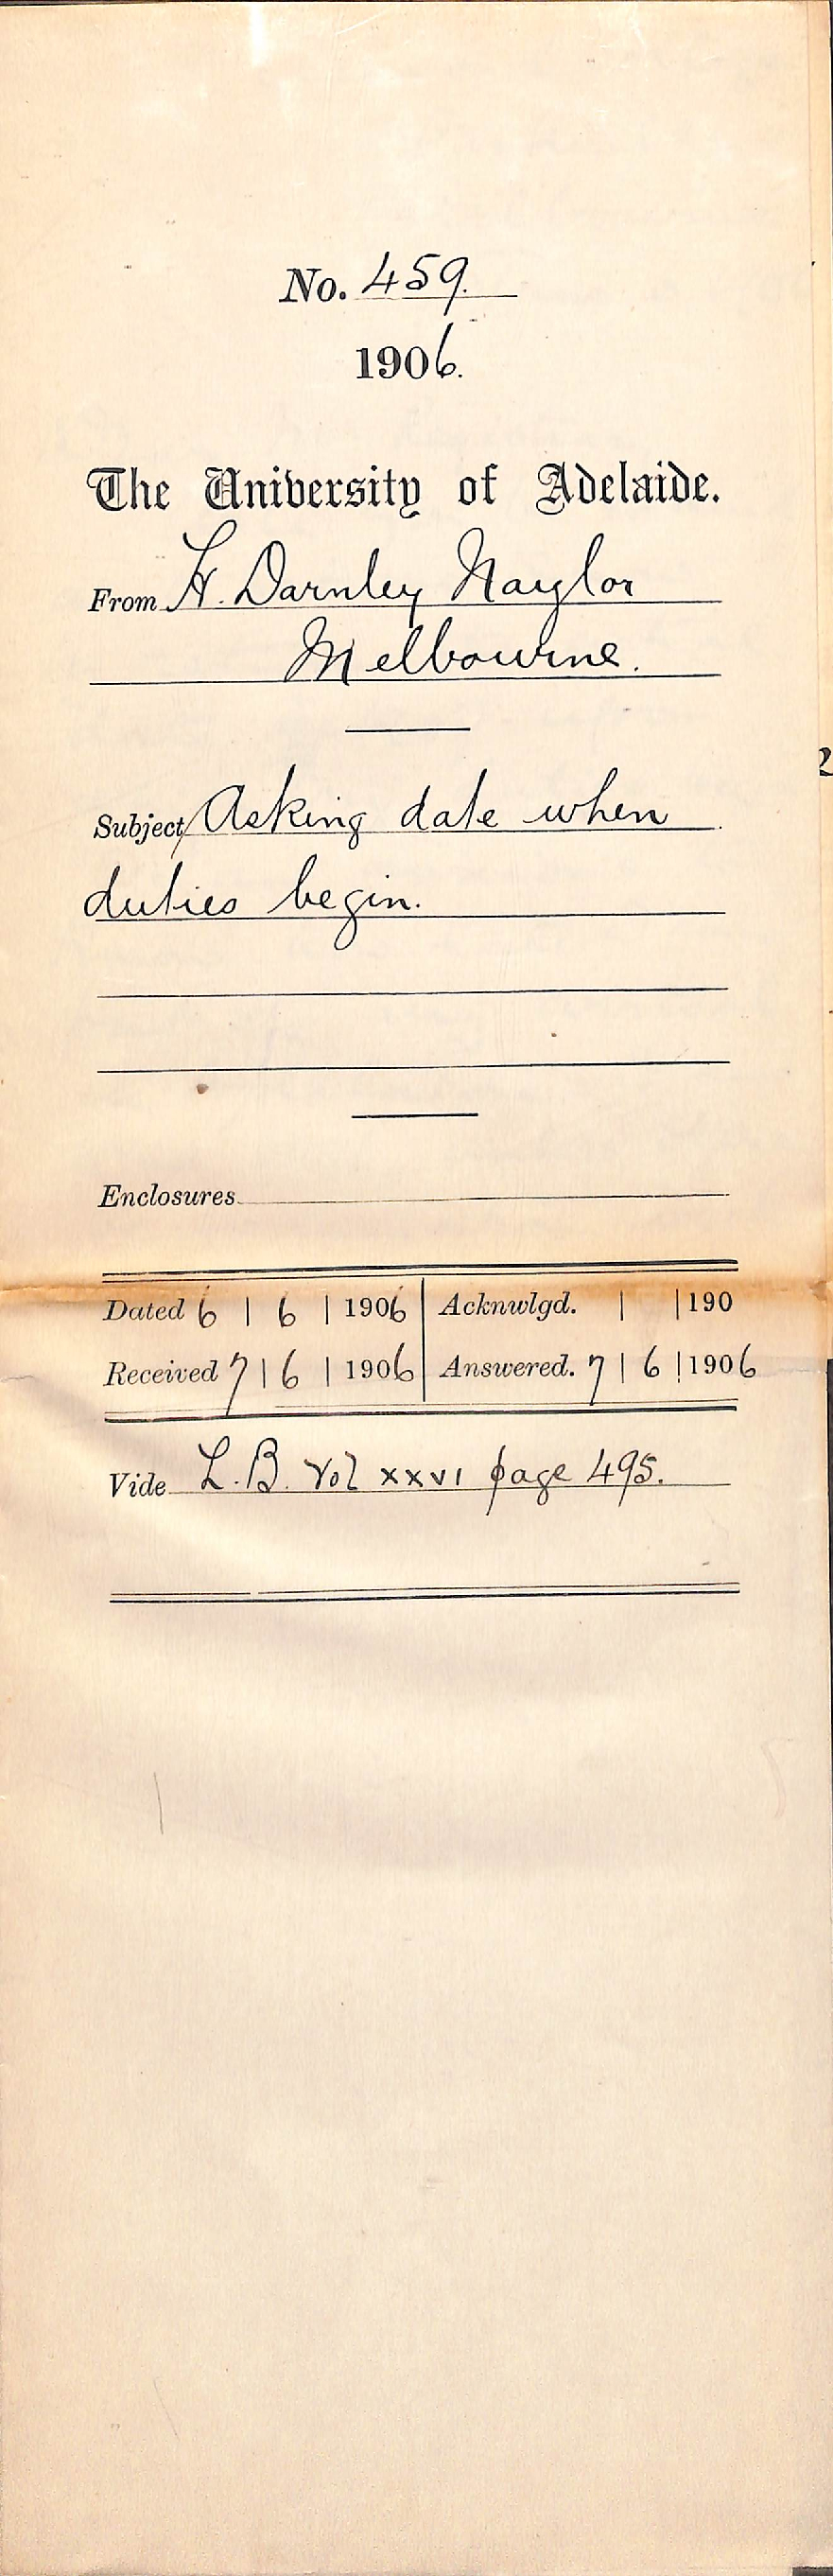 No. 459.
1906.
The University of Adelaide.
From H. Darnley Naylor
Melbourne.
Subject Asking date when
duties begin.
Enclosures
Dated 6 | 6 | 1906 | Acknwlgd. | | 190
Received 7 | 6 | 1906 | Answered. 7 | 6 | 1906
Vide L.B. Vol xxvi page 495.
2